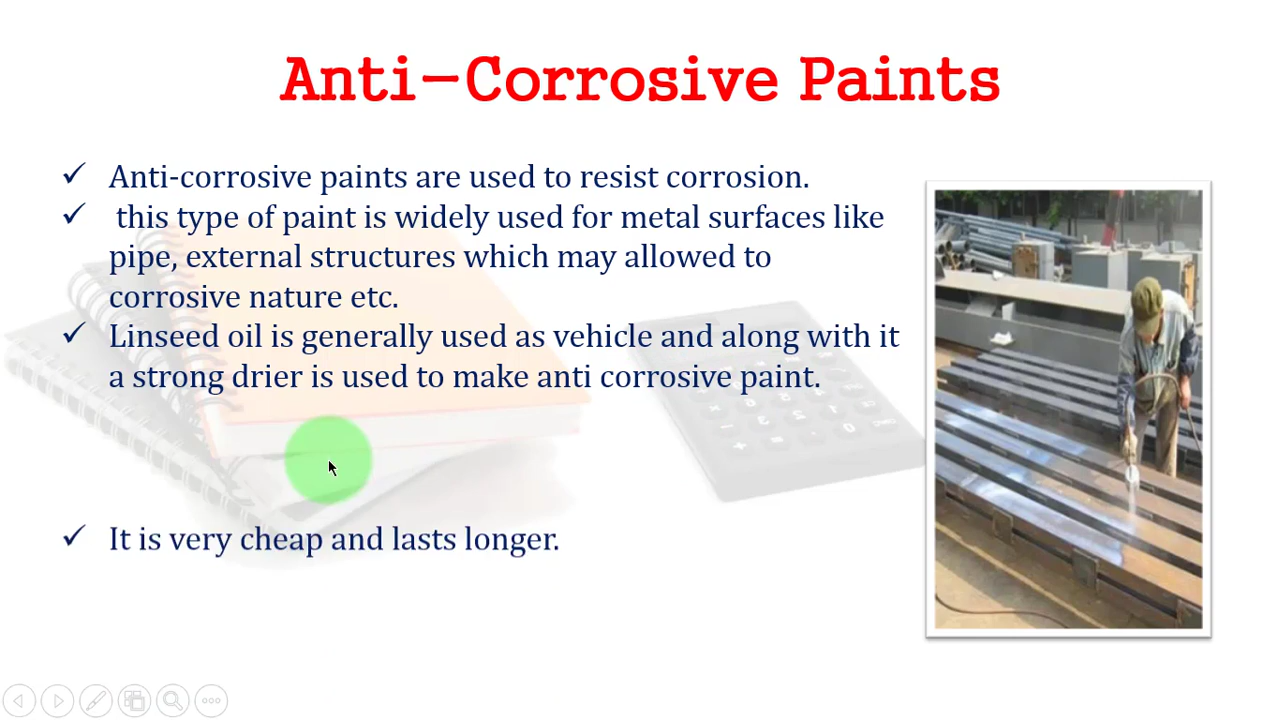 Anti-Corrosive Paints
✓ Anti-corrosive paints are used to resist corrosion.
✓ this type of paint is widely used for metal surfaces like
pipe, external structures which may allowed to
corrosive nature etc.
✓ Linseed oil is generally used as vehicle and along with it
a strong drier is used to make anti corrosive paint.
✓ It is very cheap and lasts longer.